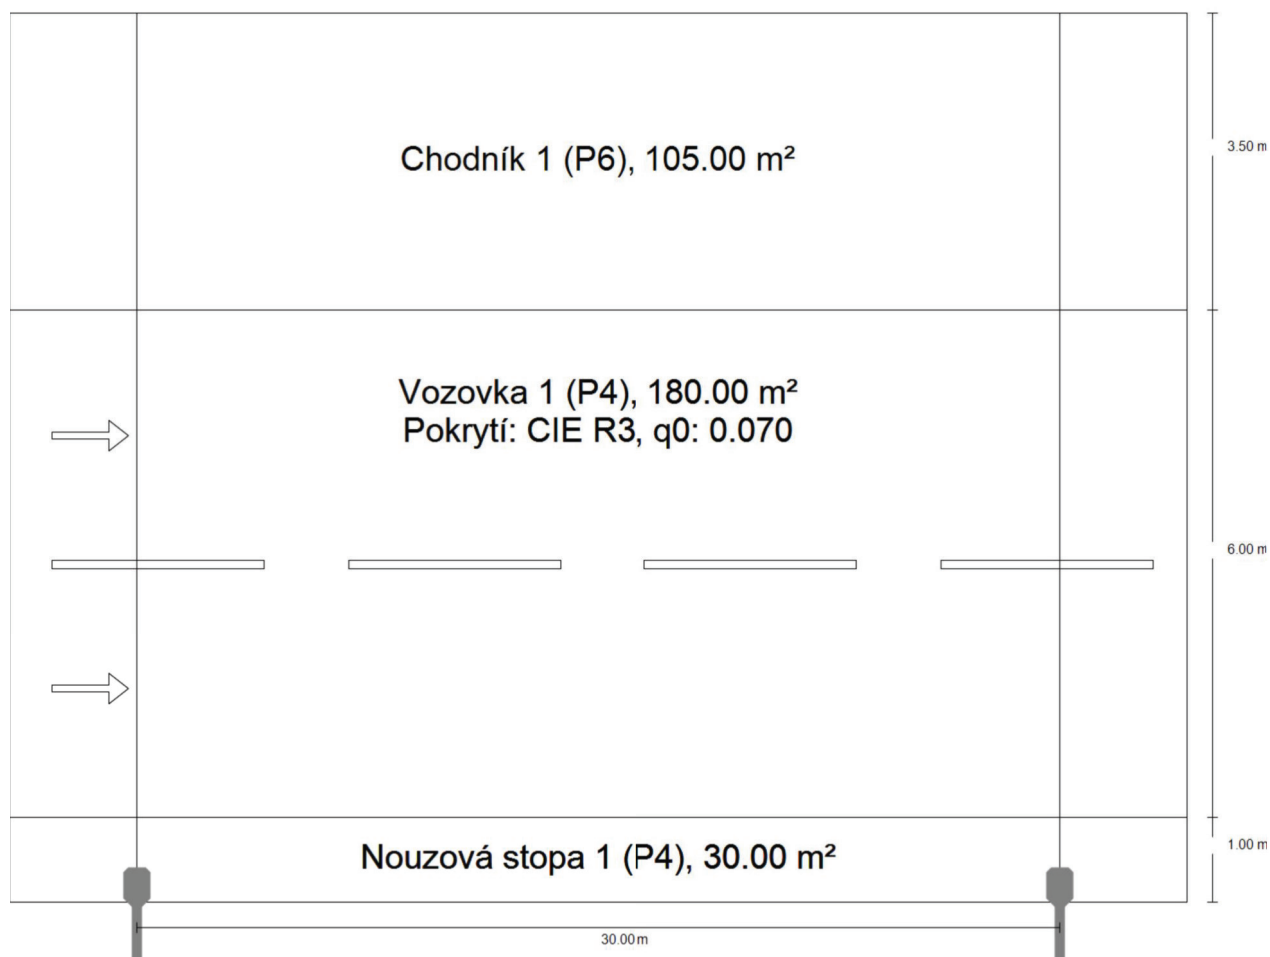 Chodník 1 (P6), 105.00 m²
3.50 m
Vozovka 1 (P4), 180.00 m²
Pokrytí: CIE R3, q0: 0.070
6.00 m
Nouzová stopa 1 (P4), 30.00 m²
1.00 m
30.00 m